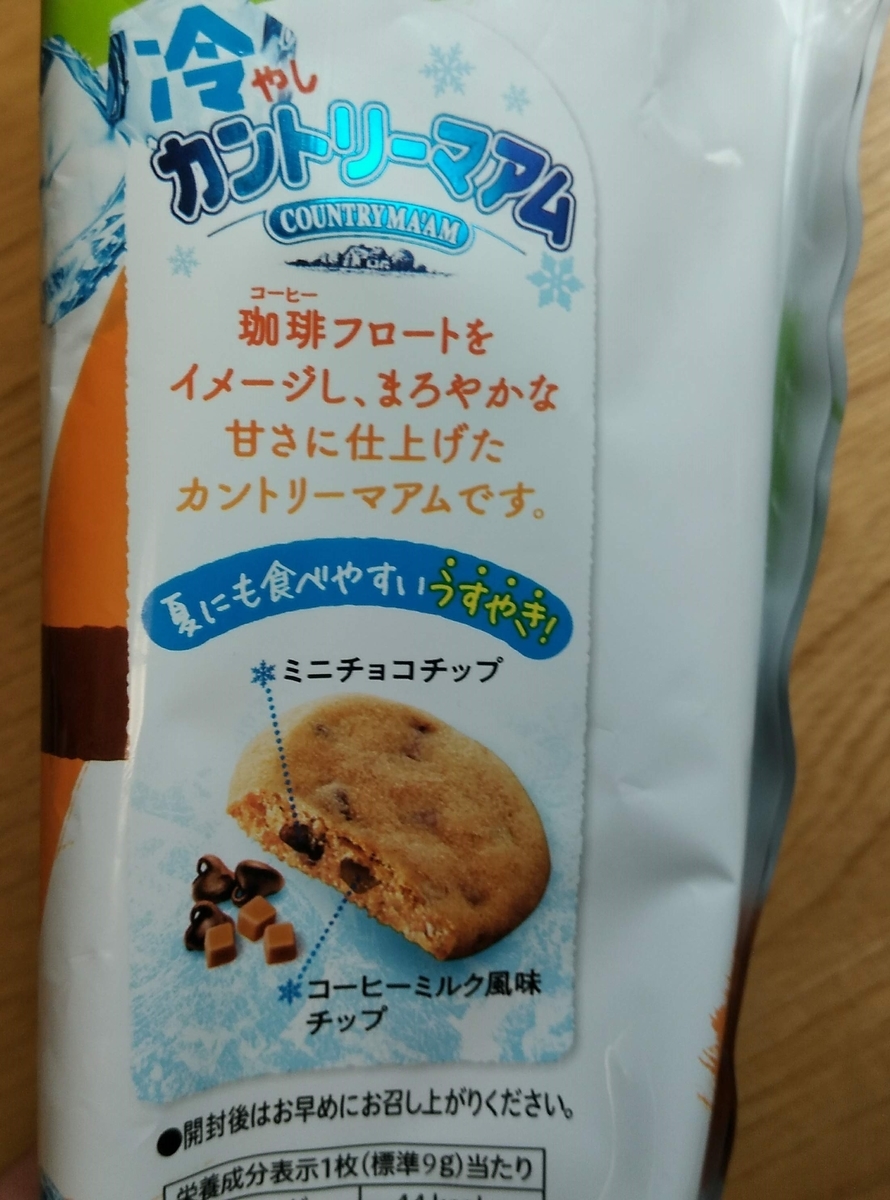 冷やし
カントリーマアム
COUNTRYMA'AM
コーヒー
珈琲フロートを
イメージし、まろやかな
甘さに仕上げた
カントリーマアムです。
夏にも食べやすいうすやき!
ミニチョコチップ
コーヒーミルク風味
チップ
●開封後はお早めにお召し上がりください。
栄養成分表示1枚(標準9g)当たり